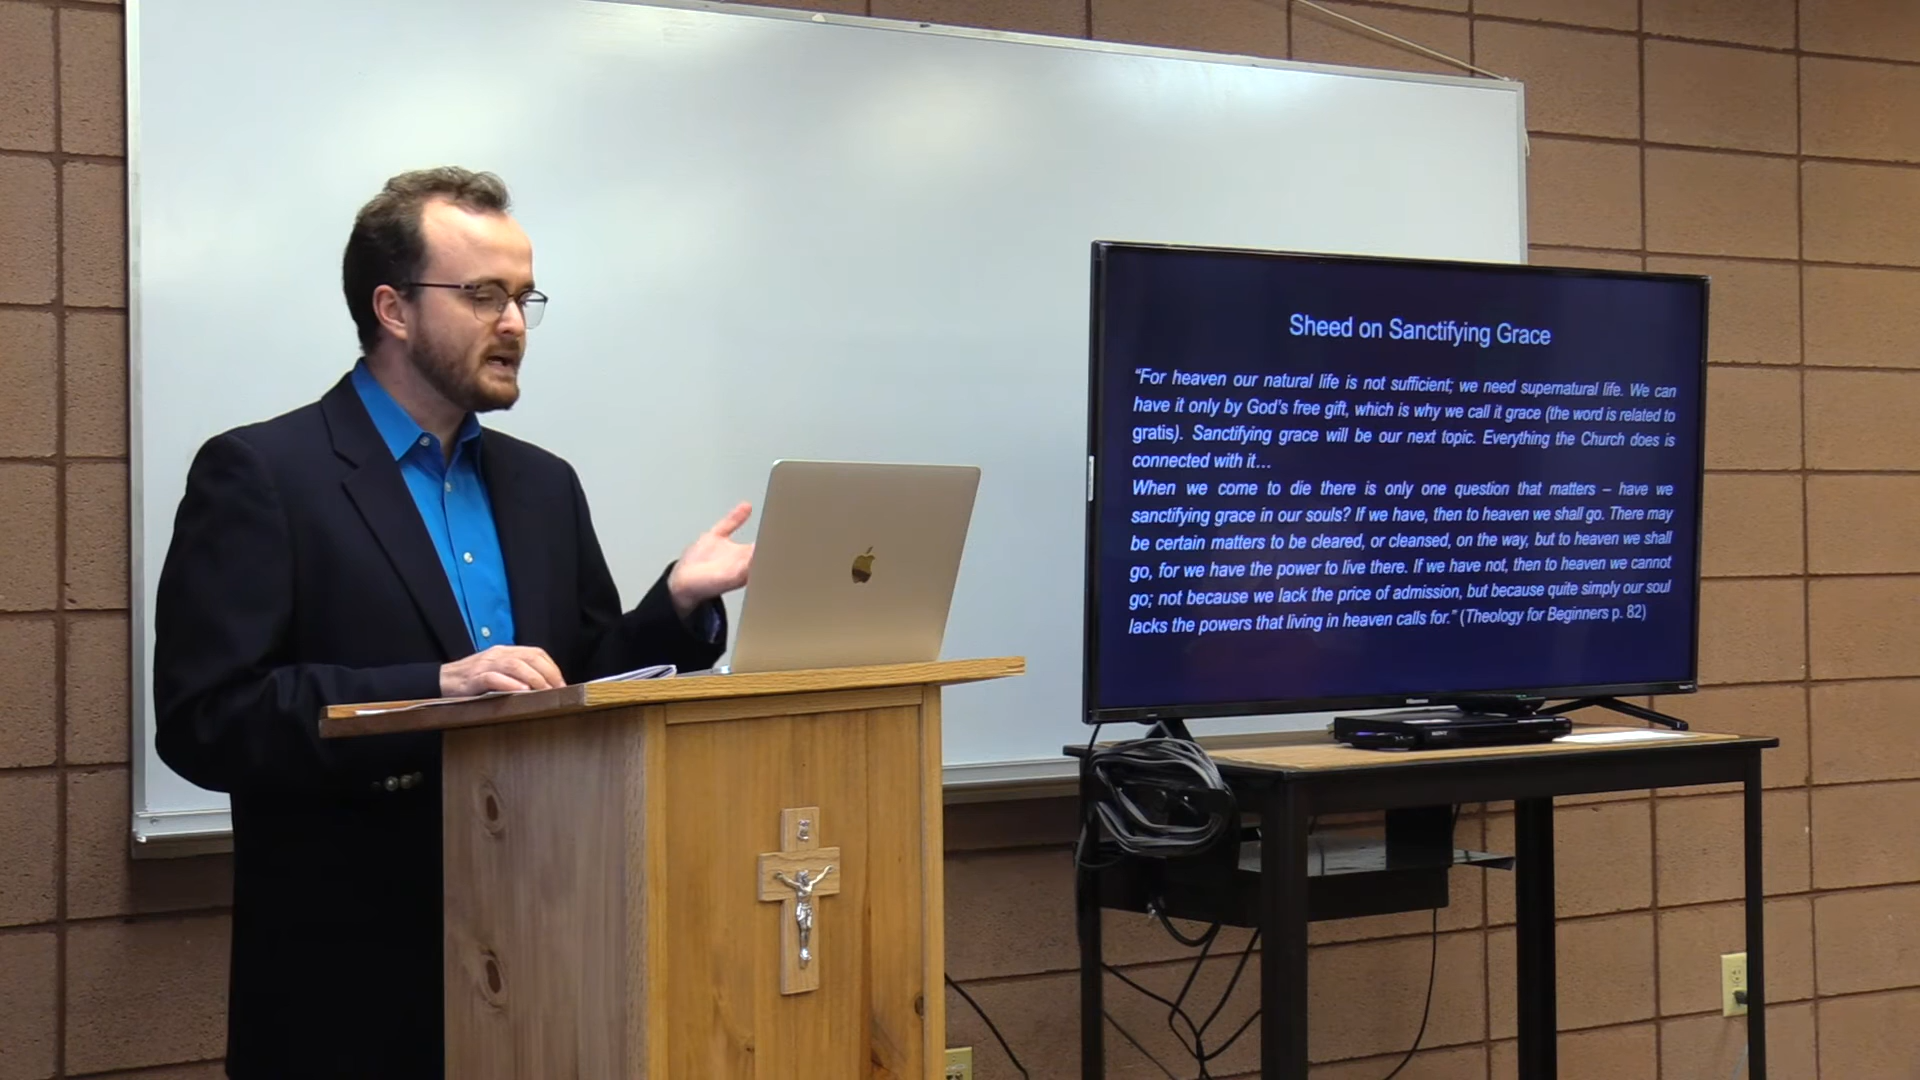 Sheed on Sanctifying Grace
“For heaven our natural life is not sufficient; we need supernatural life. We can
have it only by God’s free gift, which is why we call it grace (the word is related to
gratis). Sanctifying grace will be our next topic. Everything the Church does is
connected with it…
When we come to die there is only one question that matters – have we
sanctifying grace in our souls? If we have, then to heaven we shall go. There may
be certain matters to be cleared, or cleansed, on the way, but to heaven we shall
go, for we have the power to live there. If we have not, then to heaven we cannot
go; not because we lack the price of admission, but because quite simply our soul
lacks the powers that living in heaven calls for.” (Theology for Beginners p. 82)
Hisense
SONY